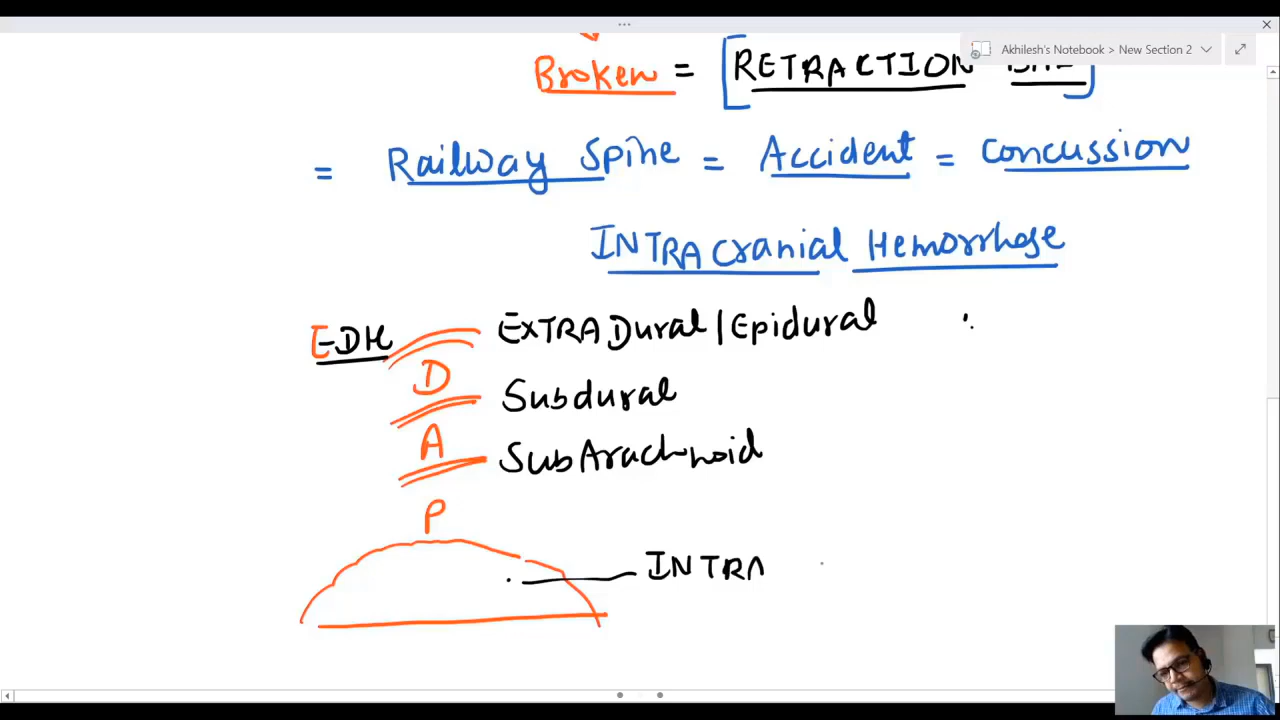 Akhilesh's Notebook > New Section 2
Broken = [RETRACTION
= Railway Spine = Accident = Concussion
INTRACranial Hemorrhage
EDH EXTRADural/Epidural
D
Subdural
A
SubArachnoid
P
INTRA